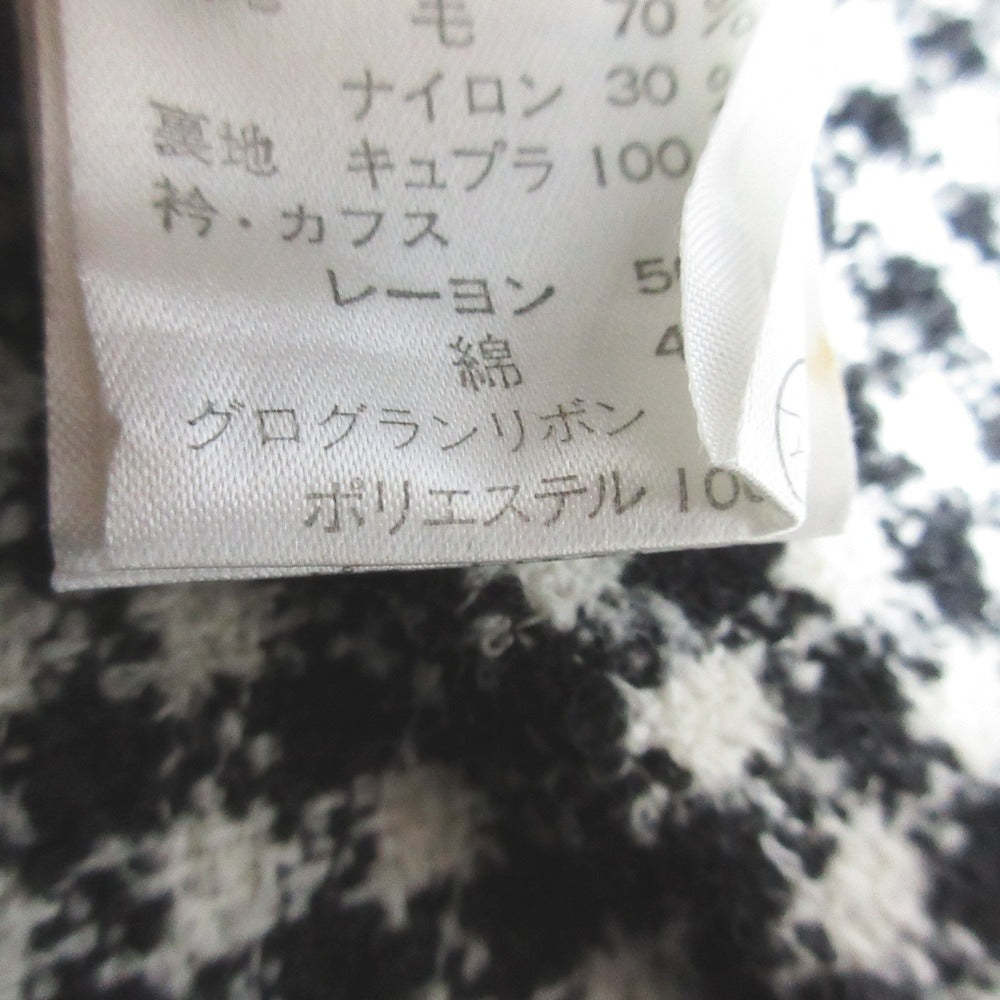 毛 70%
ナイロン 30
裏地 キュプラ 100
衿・カフス
レーヨン
綿
グログランリボン
ポリエステル 100